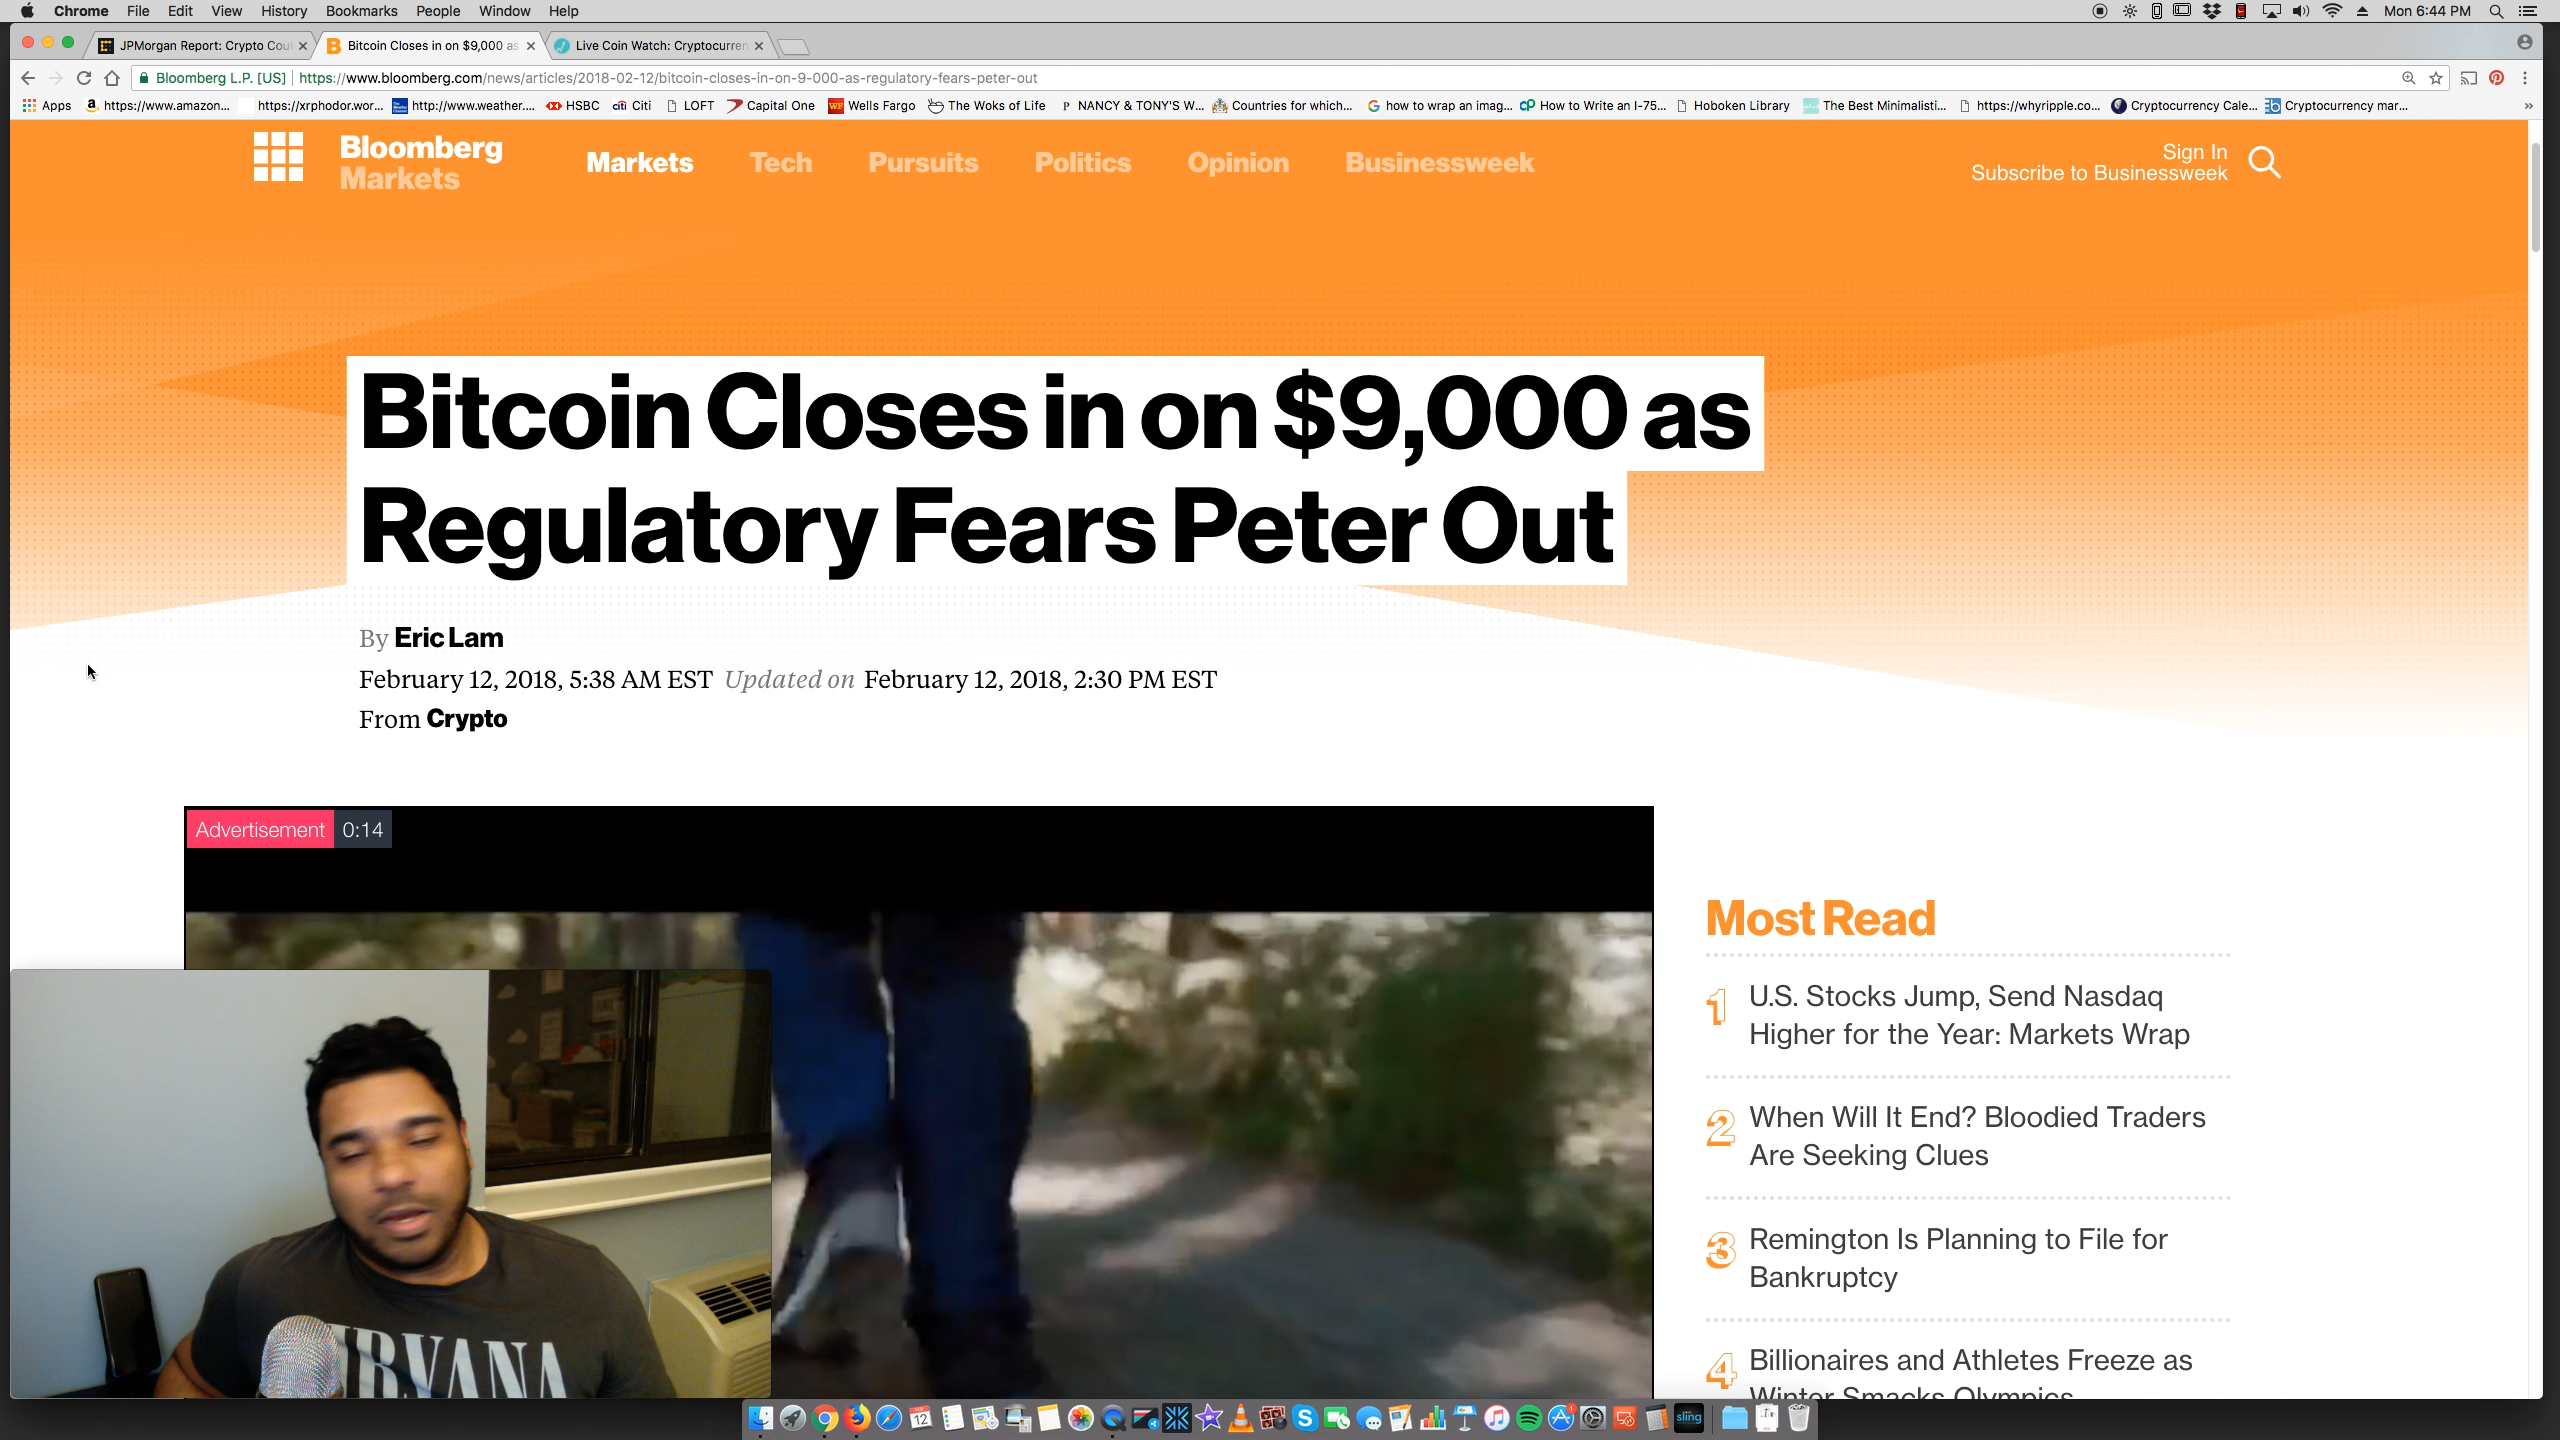 Chrome File Edit View History Bookmarks People Window Help Mon 6:44 PM
JPMorgan Report: Crypto Coul Bitcoin Closes in on $9,000 as Live Coin Watch: Cryptocurren
Bloomberg L.P. [US] https://www.bloomberg.com/news/articles/2018-02-12/bitcoin-closes-in-on-9-000-as-regulatory-fears-peter-out
Apps https://www.amazon... https://xrphodor.wor... http://www.weather.... HSBC citi Citi LOFT Capital One Wells Fargo The Woks of Life P NANCY & TONY'S W... Countries for which... how to wrap an imag... How to Write an I-75... Hoboken Library The Best Minimalisti... https://whyripple.co... Cryptocurrency Cale... Cryptocurrency mar... »
Bloomberg
Markets
Markets Tech Pursuits Politics Opinion Businessweek
Sign In
Subscribe to Businessweek
Bitcoin Closes in on $9,000 as
Regulatory Fears Peter Out
By Eric Lam
February 12, 2018, 5:38 AM EST Updated on February 12, 2018, 2:30 PM EST
From Crypto
Advertisement 0:14
Most Read
1 U.S. Stocks Jump, Send Nasdaq
Higher for the Year: Markets Wrap
2 When Will It End? Bloodied Traders
Are Seeking Clues
3 Remington Is Planning to File for
Bankruptcy
4 Billionaires and Athletes Freeze as
Winter Smacks Olympics
NIRVANA
12
sling